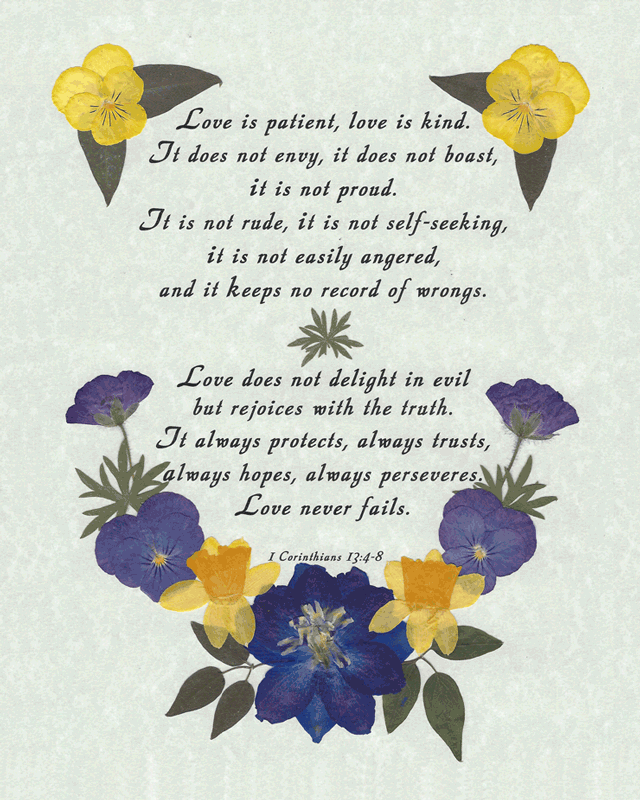 Love is patient, love is kind.
It does not envy, it does not boast,
it is not proud.
It is not rude, it is not self-seeking,
it is not easily angered,
and it keeps no record of wrongs.
Love does not delight in evil
but rejoices with the truth.
It always protects, always trusts,
always hopes, always perseveres.
Love never fails.
1 Corinthians 13:4-8